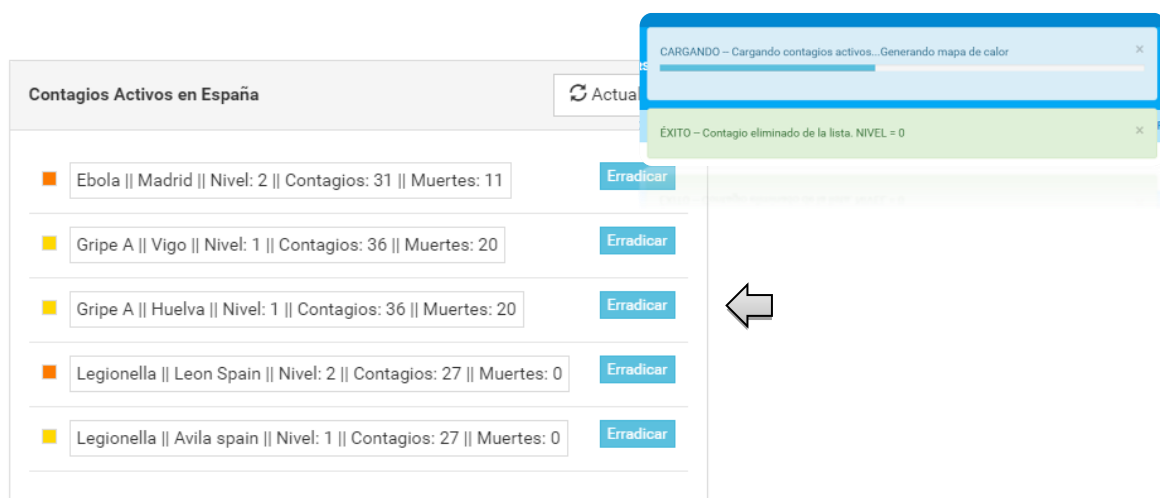 CARGANDO – Cargando contagios activos...Generando mapa de calor ×
Contagios Activos en España
Actual
ÉXITO – Contagio eliminado de la lista. NIVEL = 0 ×
Ebola || Madrid || Nivel: 2 || Contagios: 31 || Muertes: 11 Erradicar
Gripe A || Vigo || Nivel: 1 || Contagios: 36 || Muertes: 20 Erradicar
Gripe A || Huelva || Nivel: 1 || Contagios: 36 || Muertes: 20 Erradicar
Legionella || Leon Spain || Nivel: 2 || Contagios: 27 || Muertes: 0 Erradicar
Legionella || Avila spain || Nivel: 1 || Contagios: 27 || Muertes: 0 Erradicar